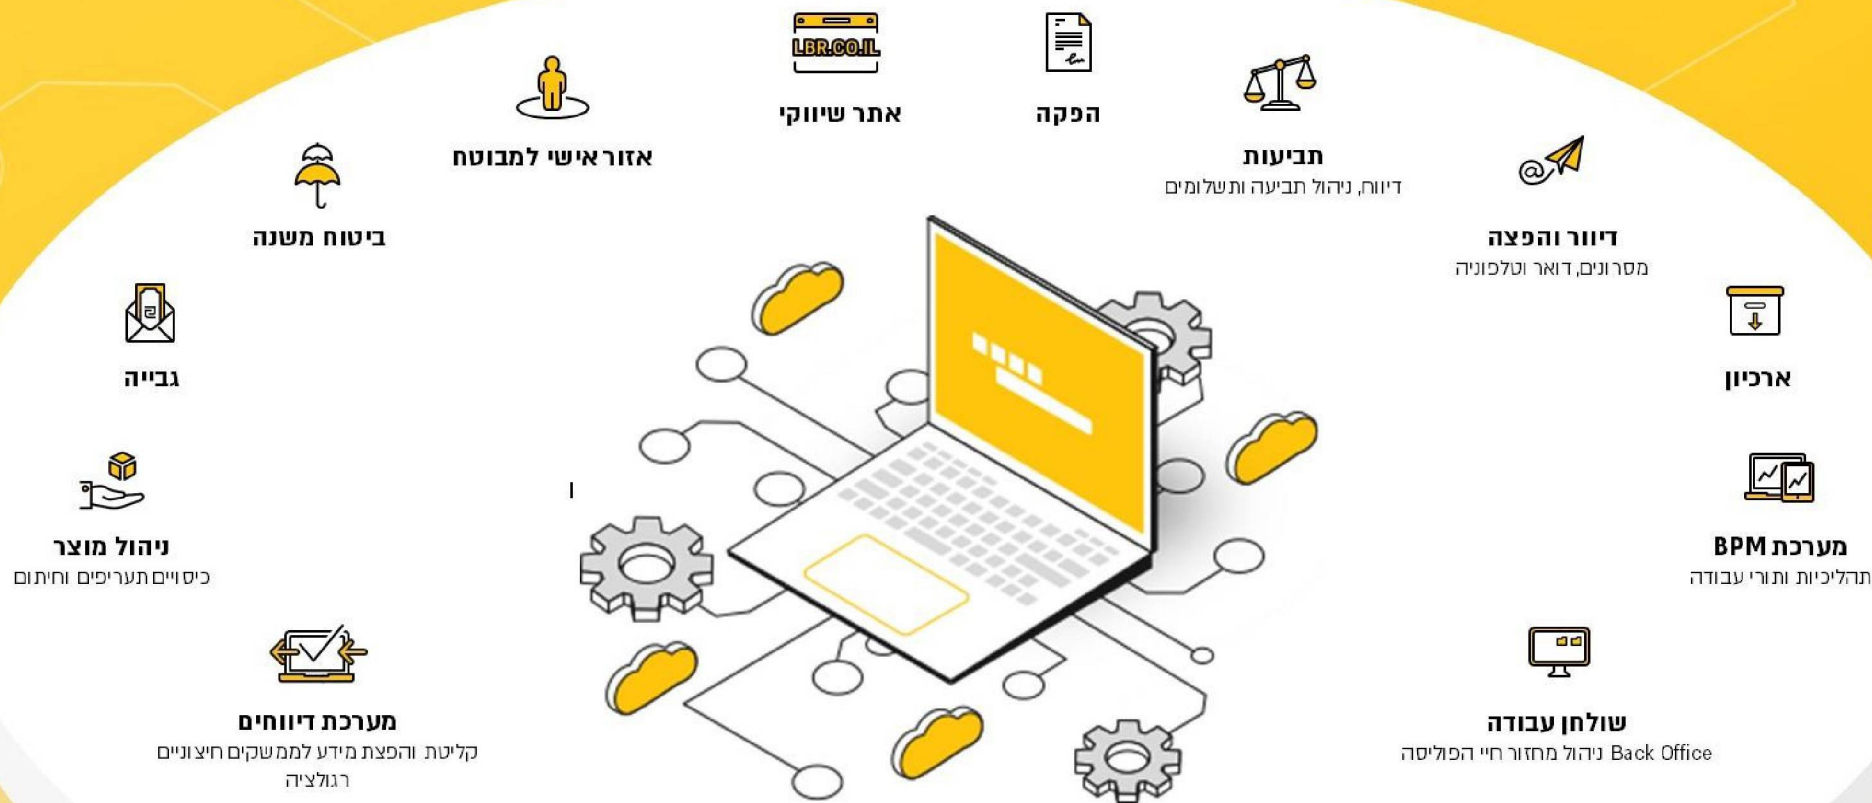 LBR.CO.IL
אתר שיווקי
הפקה
תביעות
דיווח, ניהול תביעה ותשלומים
דיוור והפצה
מסרונים, דואר וטלפוניה
ארכיון
מערכת BPM
תהליכיות ותורי עבודה
שולחן עבודה
Back Office ניהול מחזור חיי הפוליסה
אזור אישי למבוטח
ביטוח משנה
גבייה
ניהול מוצר
כיסויים תעריפים וחיתום
מערכת דיווחים
קליטת והפצת מידע לממשקים חיצוניים
רגולציה
ו